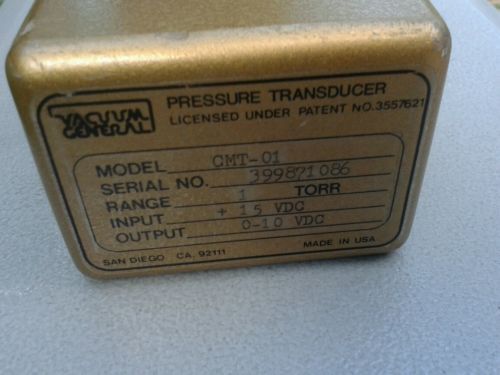 VACUUM
GENERAL
PRESSURE TRANSDUCER
LICENSED UNDER PATENT NO.3557621
MODEL CMT-01
SERIAL NO. 399871086
RANGE 1 TORR
INPUT + 15 VDC
OUTPUT 0-10 VDC
SAN DIEGO CA. 92111 MADE IN USA